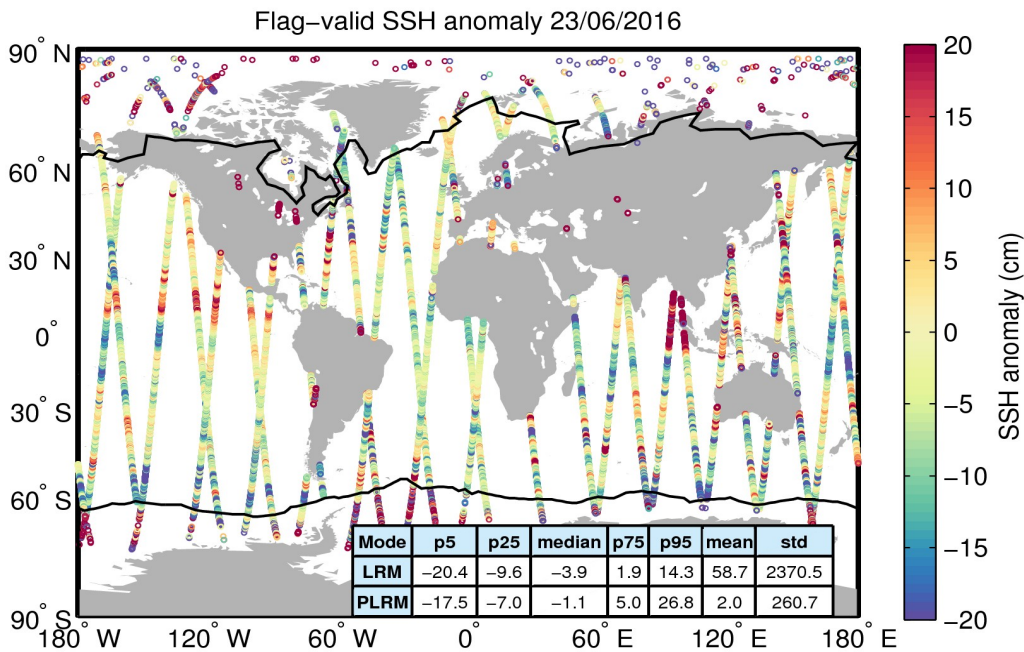 Flag−valid SSH anomaly 23/06/2016
90° N
60° N
30° N
0°
30° S
60° S
90° S
180° W 120° W 60° W 0° 60° E 120° E 180° E
Mode p5 p25 median p75 p95 mean std
LRM −20.4 −9.6 −3.9 1.9 14.3 58.7 2370.5
PLRM −17.5 −7.0 −1.1 5.0 26.8 2.0 260.7
20
15
10
5
0
−5
−10
−15
−20
SSH anomaly (cm)